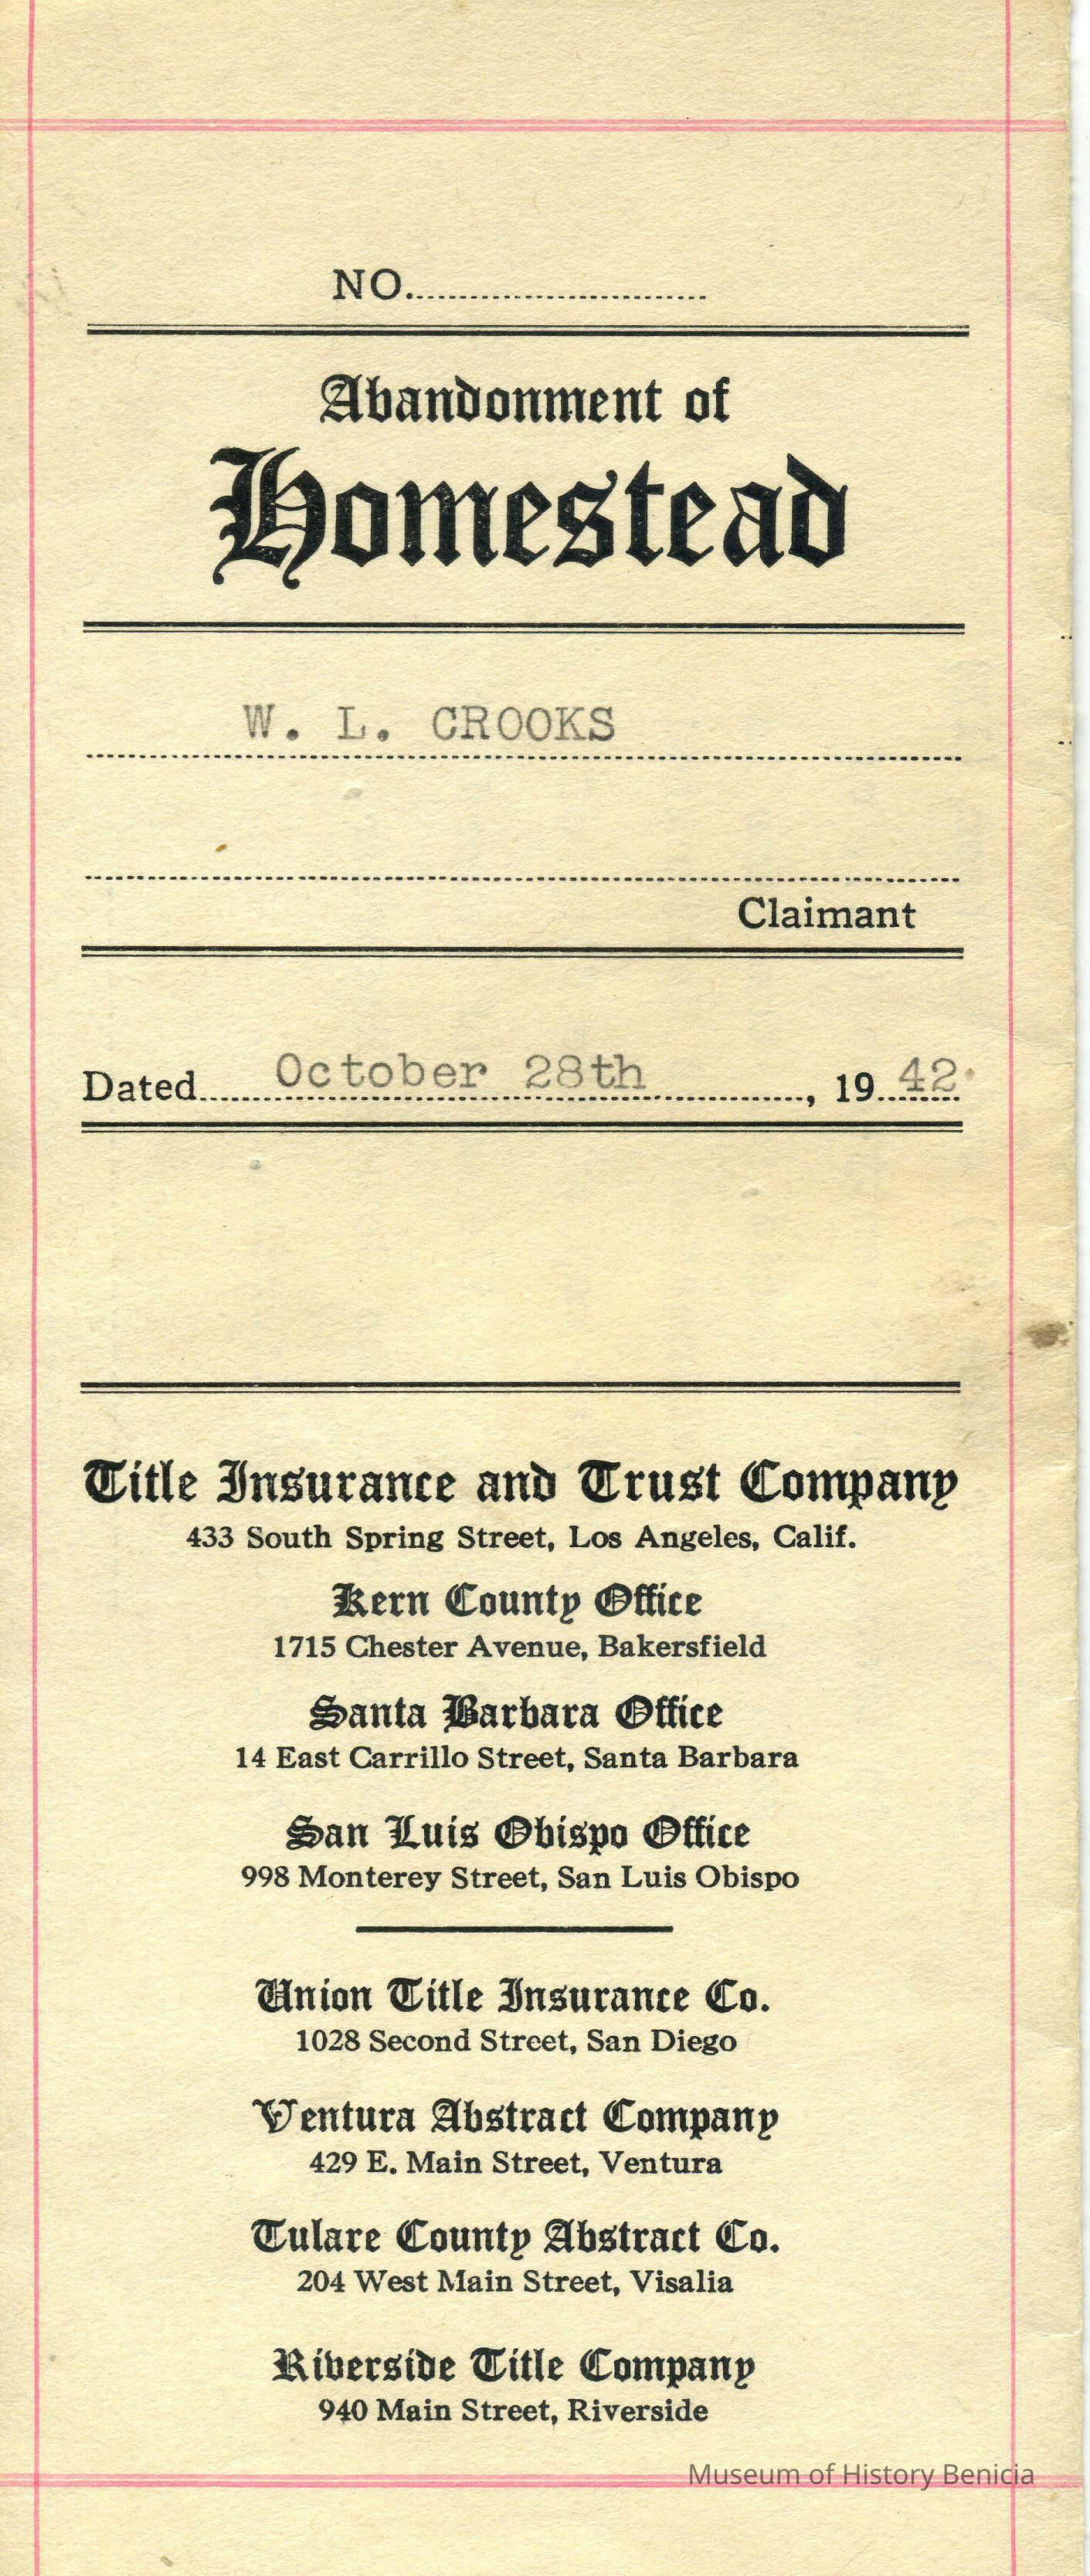 NO.
Abandonment of
Homestead
W. L. CROOKS
Claimant
Dated October 28th, 19 42
Title Insurance and Trust Company
433 South Spring Street, Los Angeles, Calif.
Kern County Office
1715 Chester Avenue, Bakersfield
Santa Barbara Office
14 East Carrillo Street, Santa Barbara
San Luis Obispo Office
998 Monterey Street, San Luis Obispo
Union Title Insurance Co.
1028 Second Street, San Diego
Ventura Abstract Company
429 E. Main Street, Ventura
Tulare County Abstract Co.
204 West Main Street, Visalia
Riverside Title Company
940 Main Street, Riverside
Museum of History Benicia